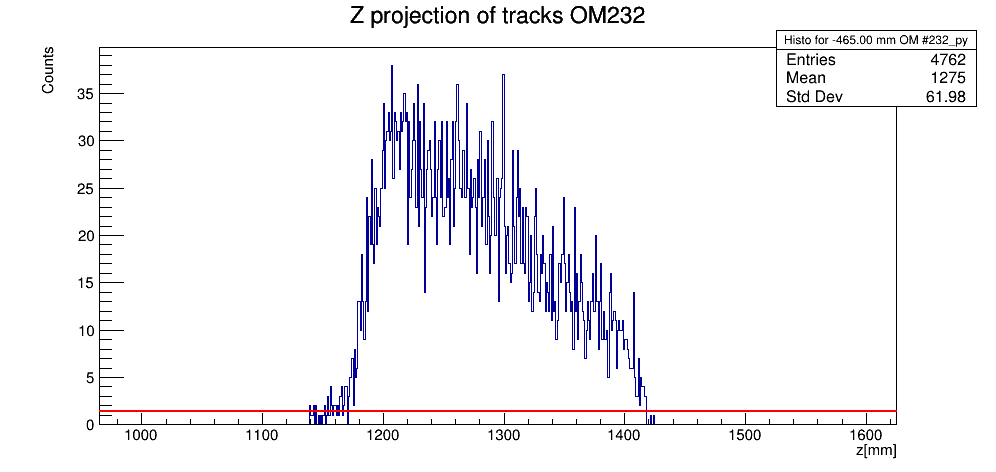 Z projection of tracks OM232
Histo for -465.00 mm OM #232_py
Entries 4762
Mean 1275
Std Dev 61.98
Counts
35
30
25
20
15
10
5
0
1000 1100 1200 1300 1400 1500 1600
z[mm]